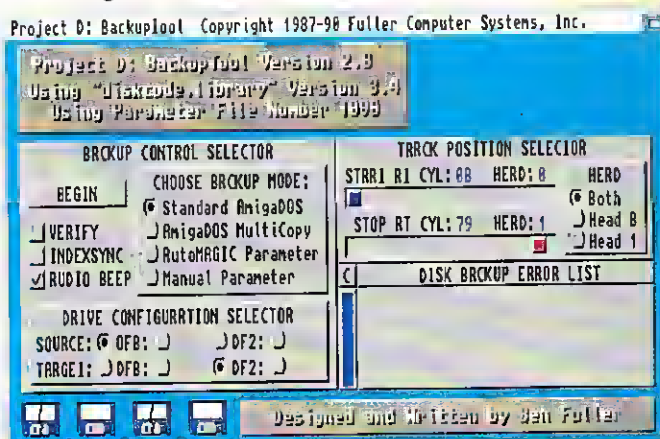 Project D: BackupTool Copyright 1987-90 Fuller Computer Systems, Inc.
Project D: BackupTool Version 2.0
Using "diskcode.library" Version 3.4
Using Parameter File Number 1990
BACKUP CONTROL SELECTOR
BEGIN
CHOOSE BACKUP MODE:
Standard AmigaDOS
AmigaDOS MultiCopy
AutoMAGIC Parameter
Manual Parameter
VERIFY
INDEXSYNC
AUDIO BEEP
DRIVE CONFIGURATION SELECTOR
SOURCE: DF0: DF2:
TARGET: DF0: DF2:
TRACK POSITION SELECTOR
START AT CYL: 00 HEAD: 0
STOP AT CYL: 79 HEAD: 1
HEAD
Both
Head 0
Head 1
C
DISK BACKUP ERROR LIST
Designed and Written by Ben Fuller